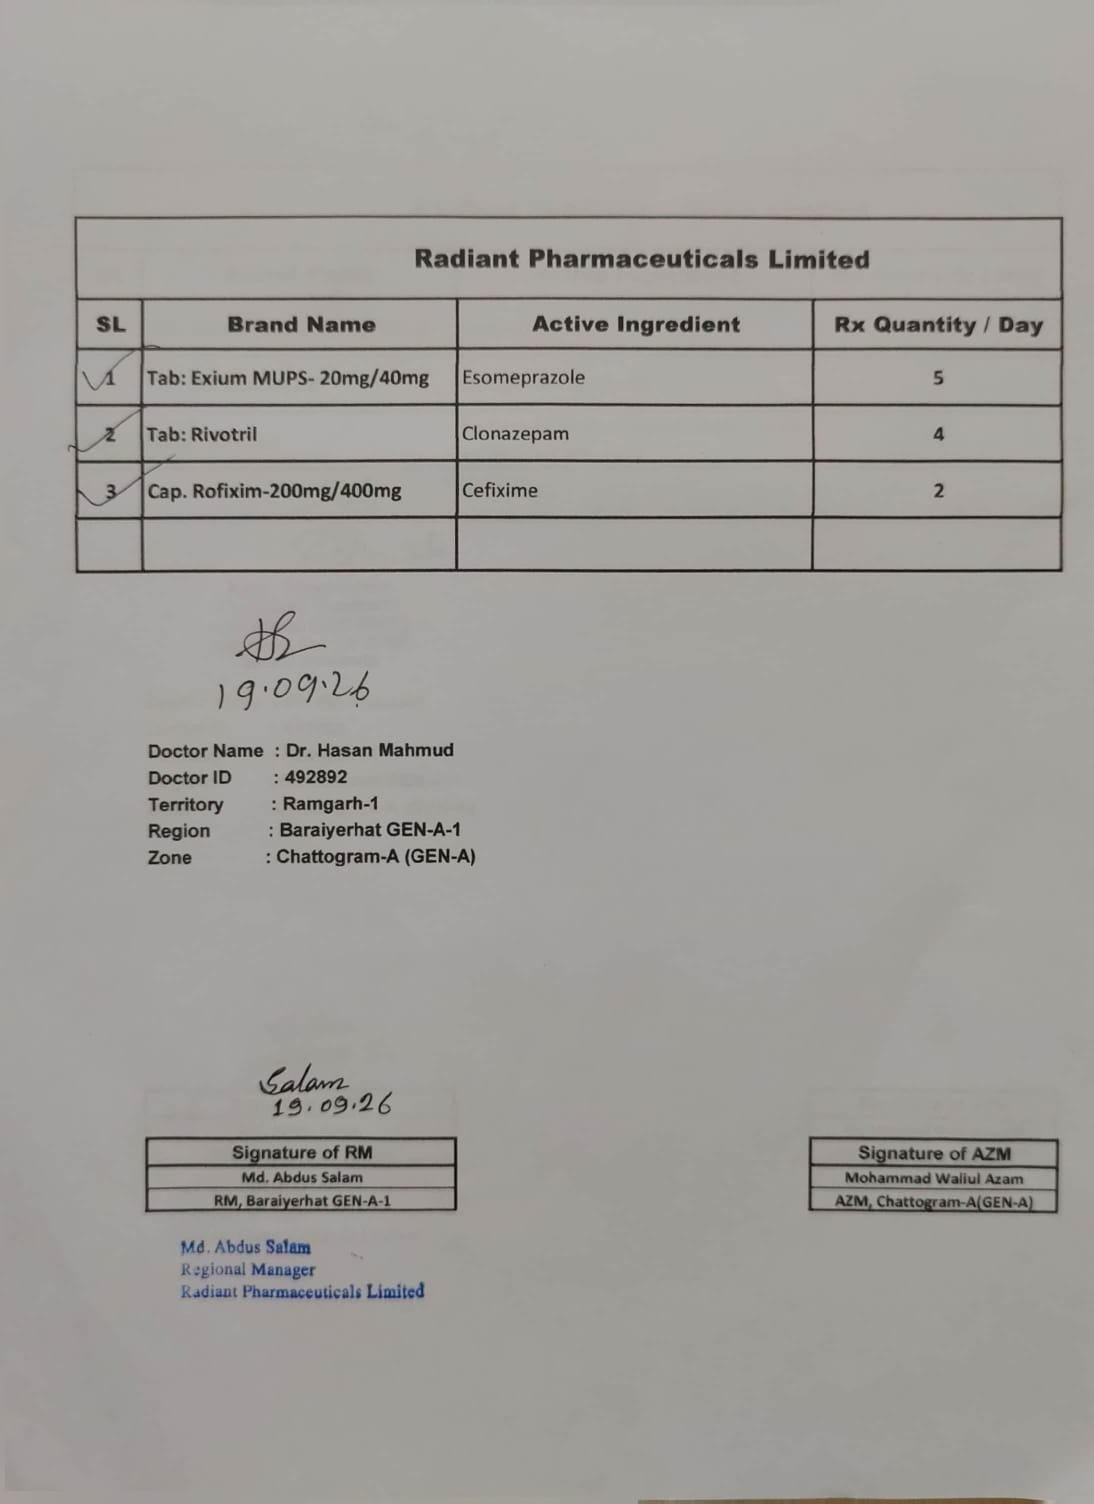 Radiant Pharmaceuticals Limited
SL Brand Name Active Ingredient Rx Quantity / Day
1 Tab: Exium MUPS- 20mg/40mg Esomeprazole 5
2 Tab: Rivotril Clonazepam 4
3 Cap. Rofixim-200mg/400mg Cefixime 2
19.09.26
Doctor Name : Dr. Hasan Mahmud
Doctor ID : 492892
Territory : Ramgarh-1
Region : Baraiyerhat GEN-A-1
Zone : Chattogram-A (GEN-A)
Salam
19.09.26
Signature of RM
Md. Abdus Salam
RM, Baraiyerhat GEN-A-1
Signature of AZM
Mohammad Waliul Azam
AZM, Chattogram-A(GEN-A)
Md. Abdus Salam
Regional Manager
Radiant Pharmaceuticals Limited